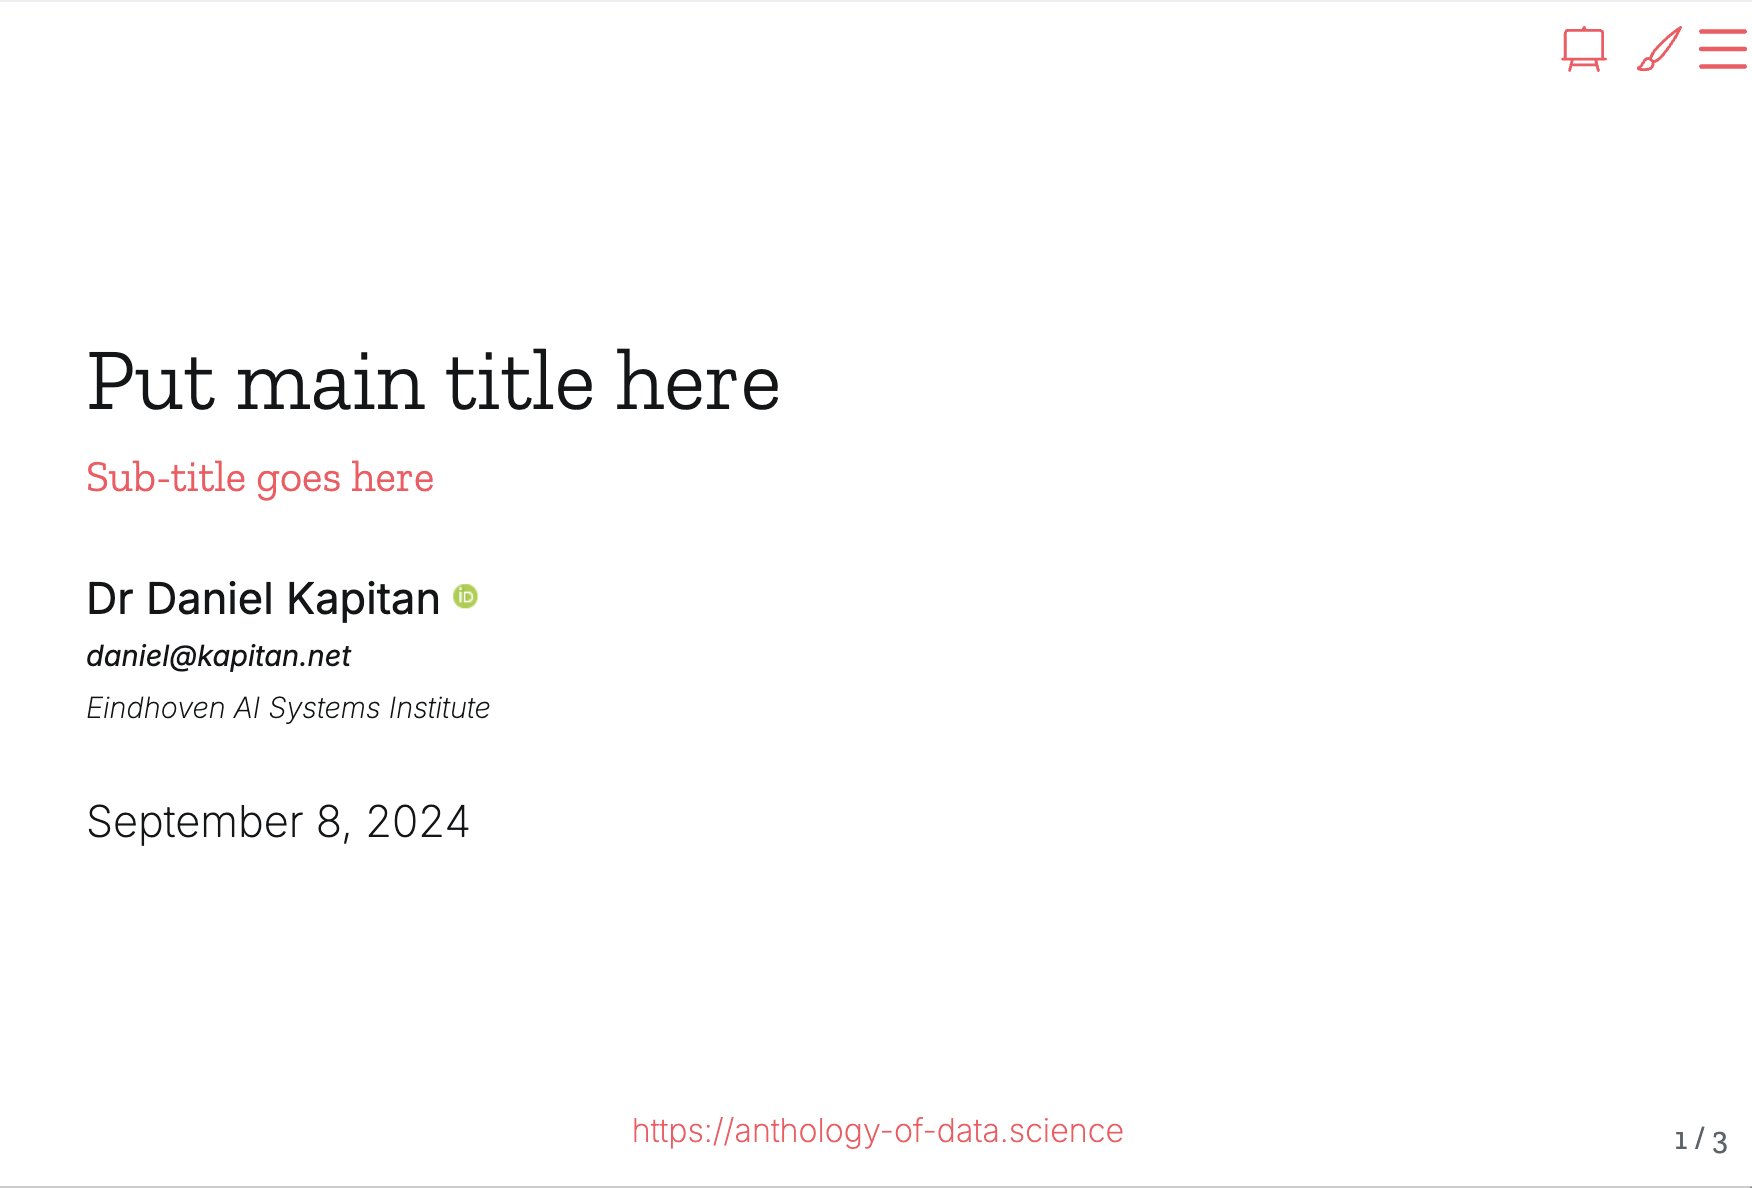 Put main title here
Sub-title goes here
Dr Daniel Kapitan iD
daniel@kapitan.net
Eindhoven AI Systems Institute
September 8, 2024
https://anthology-of-data.science
1 / 3